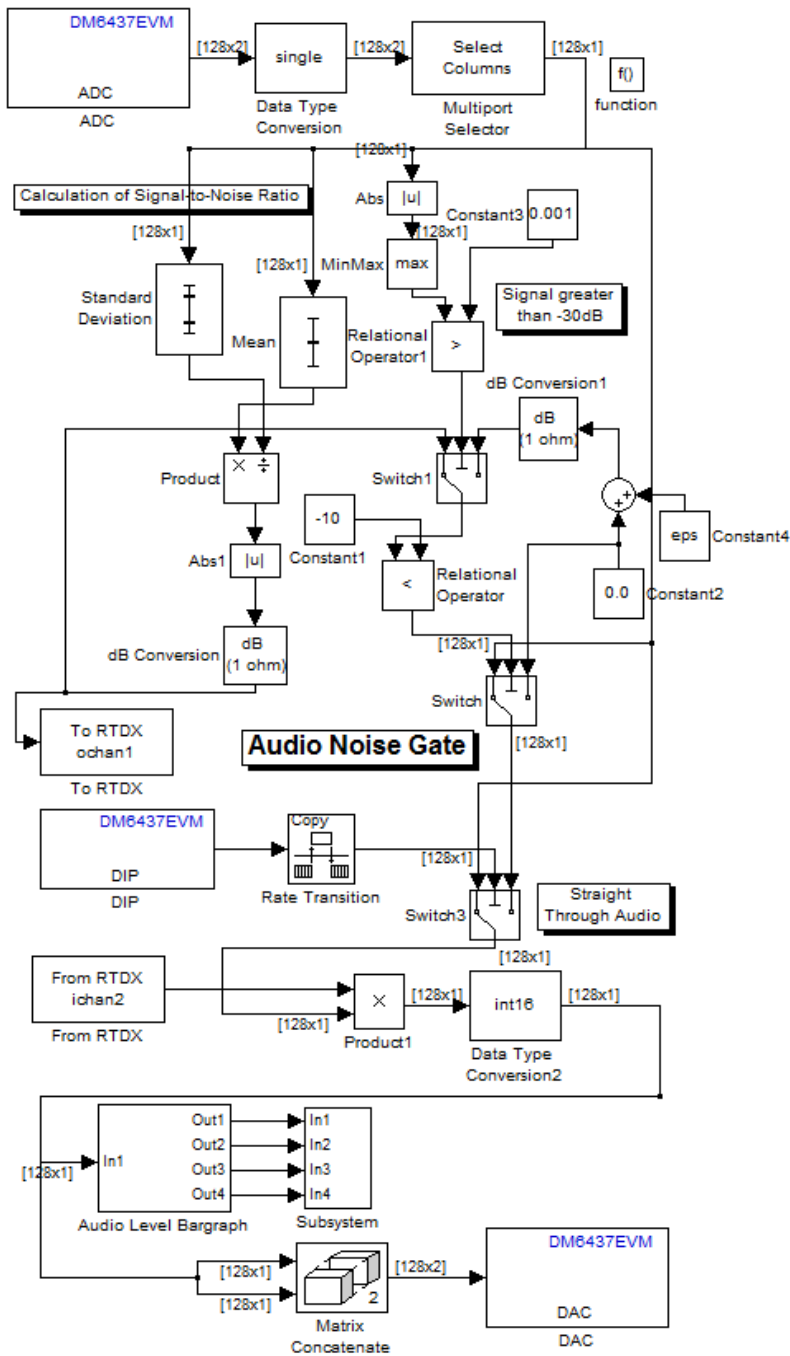 DM6437EVM
ADC
ADC
[128x2]
single
Data Type
Conversion
[128x2]
Select
Columns
Multiport
Selector
[128x1]
f()
function
[128x1]
Calculation of Signal-to-Noise Ratio
Abs
|u|
Constant3
0.001
[128x1]
[128x1]
[128x1]
MinMax
max
Standard
Deviation
Mean
Signal greater
than -30dB
Relational
Operator1
>
dB Conversion1
dB
(1 ohm)
Product
× ÷
Switch1
+
+
-10
Constant1
eps
Constant4
Abs1
|u|
<
Relational
Operator
0.0
Constant2
dB Conversion
dB
(1 ohm)
[128x1]
Switch
To RTDX
ochan1
To RTDX
Audio Noise Gate
[128x1]
DM6437EVM
DIP
DIP
Copy
Rate Transition
[128x1]
Switch3
Straight
Through Audio
[128x1]
From RTDX
ichan2
From RTDX
[128x1]
×
Product1
[128x1]
int16
Data Type
Conversion2
[128x1]
[128x1]
In1
Out1
Out2
Out3
Out4
Audio Level Bargraph
In1
In2
In3
In4
Subsystem
[128x1]
[128x1]
2
Matrix
Concatenate
[128x2]
DM6437EVM
DAC
DAC